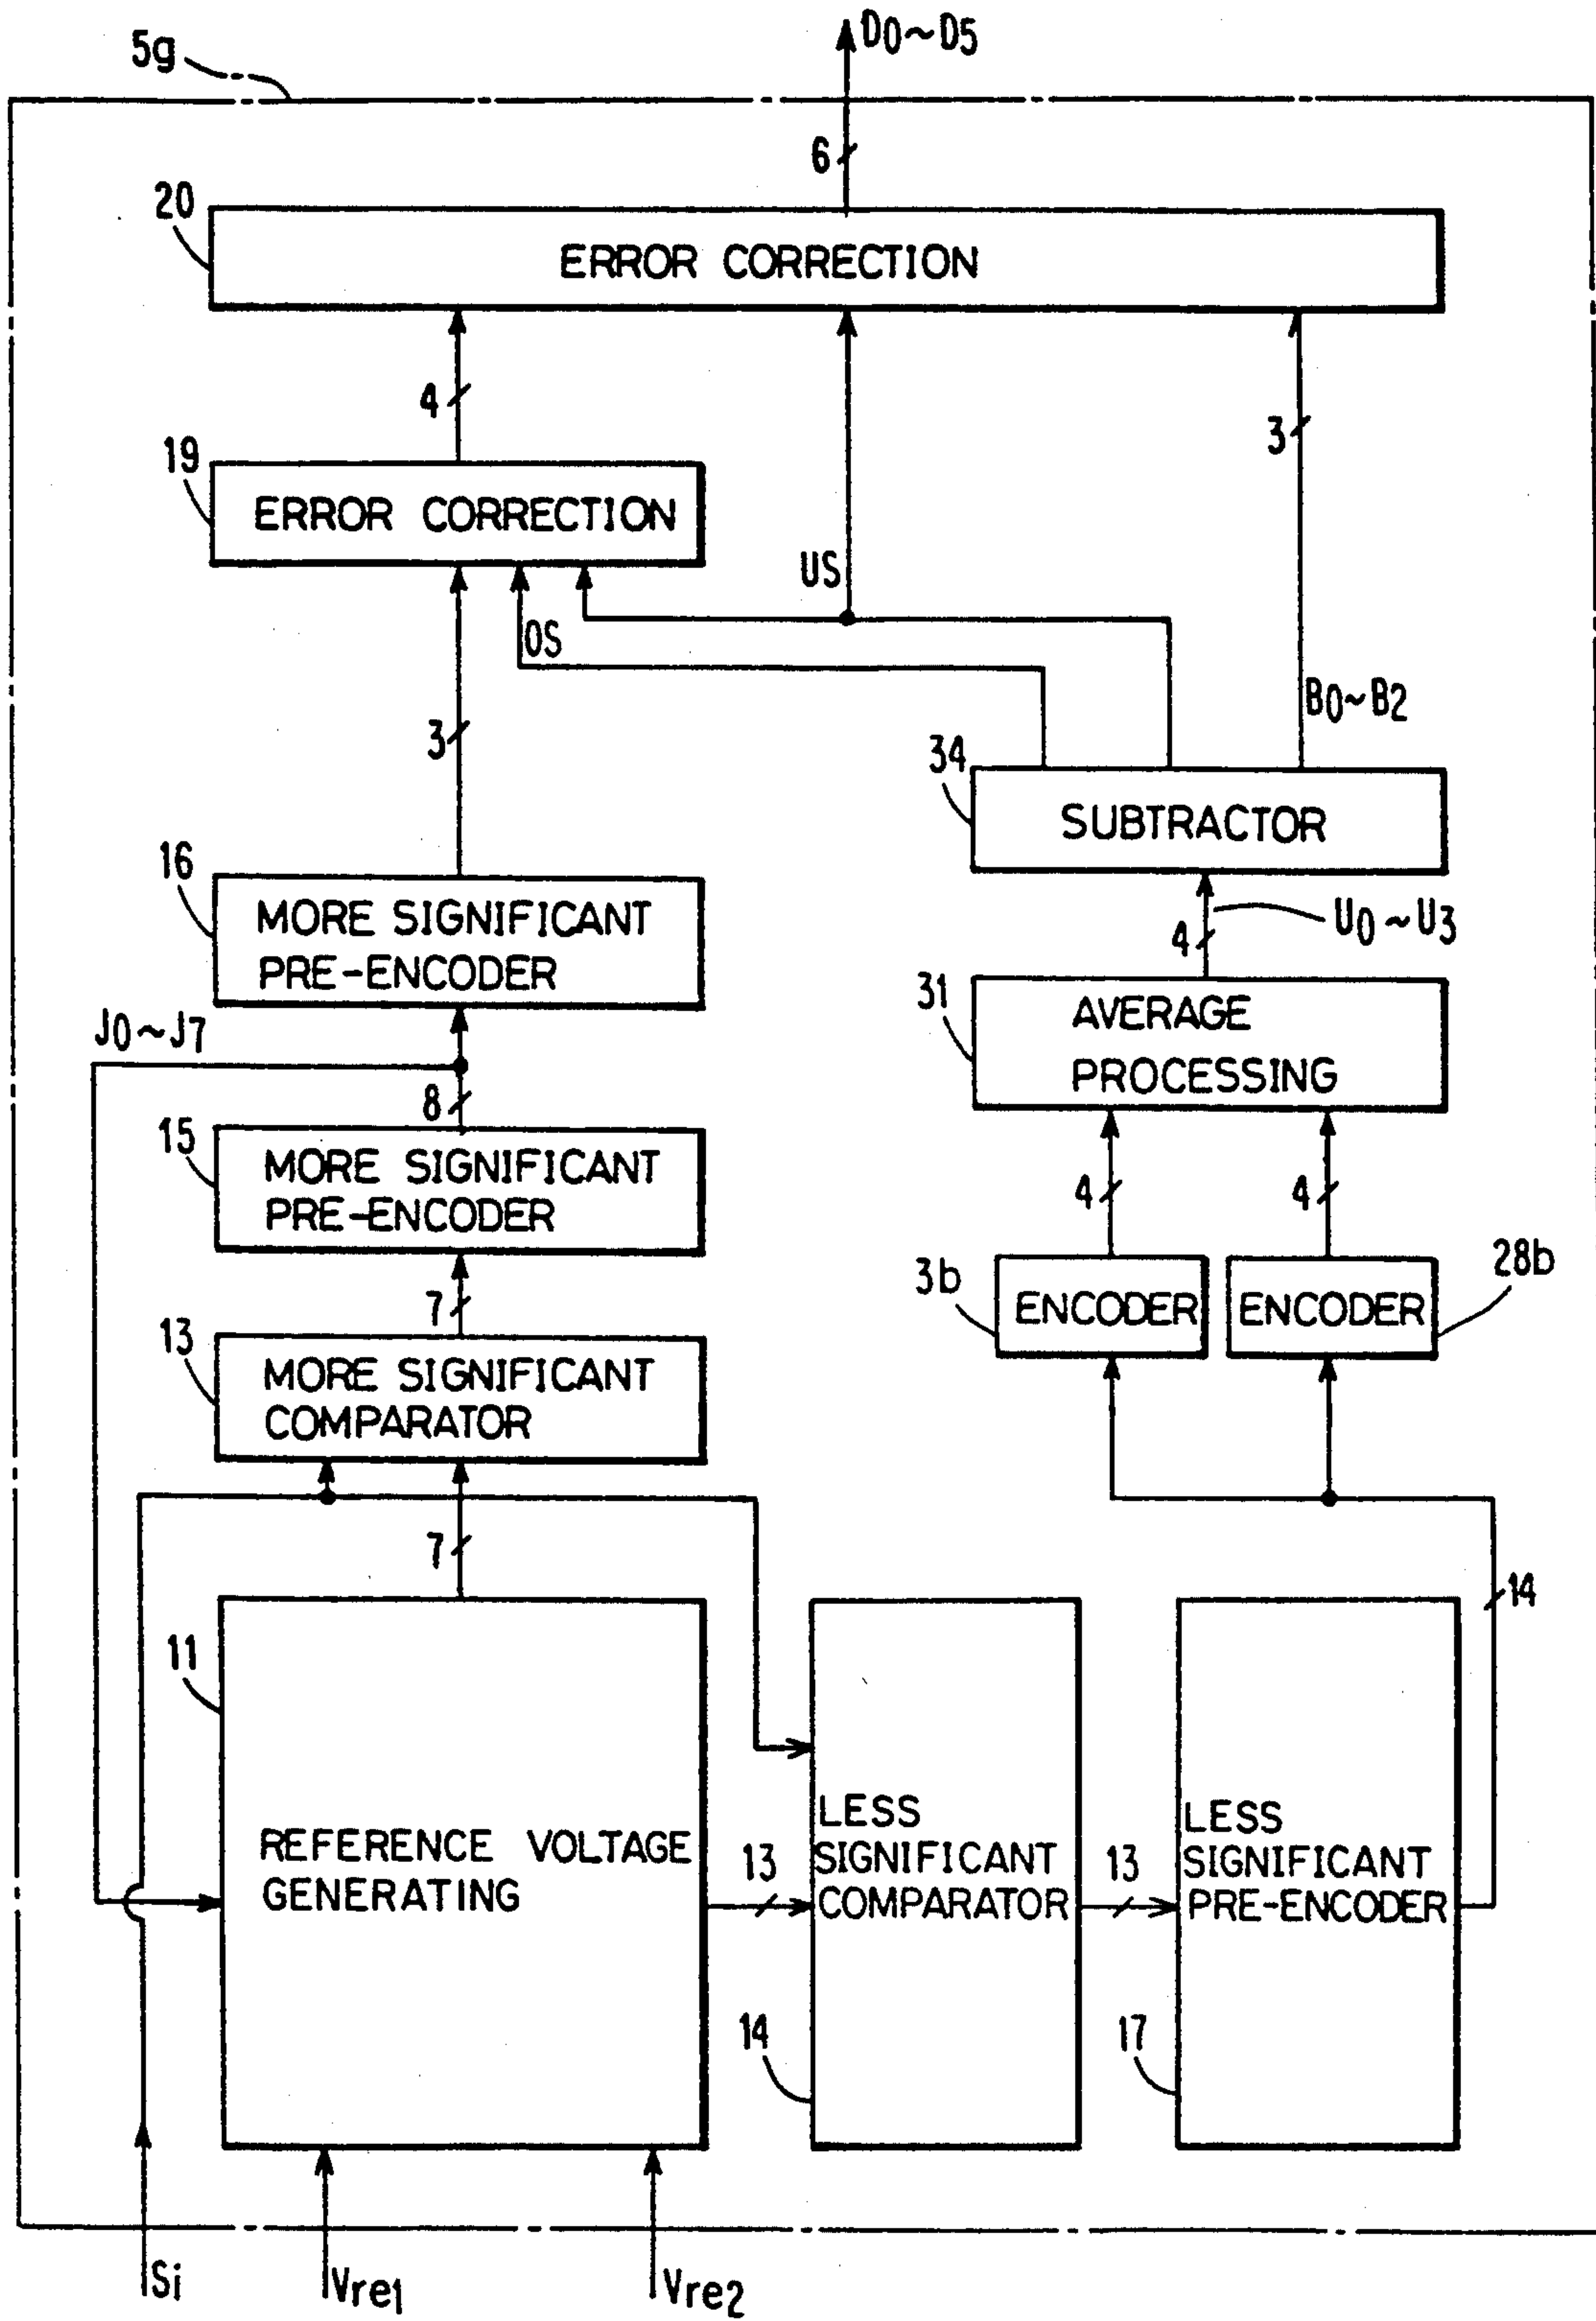 5g
D0~D5
6
20
ERROR CORRECTION
4
3
19
ERROR CORRECTION
US
OS
3
B0~B2
34
SUBTRACTOR
16
MORE SIGNIFICANT
PRE-ENCODER
4
U0~U3
J0~J7
31
AVERAGE
PROCESSING
8
15
MORE SIGNIFICANT
PRE-ENCODER
4
4
7
3b
ENCODER
ENCODER
28b
13
MORE SIGNIFICANT
COMPARATOR
7
14
11
REFERENCE VOLTAGE
GENERATING
13
LESS
SIGNIFICANT
COMPARATOR
13
LESS
SIGNIFICANT
PRE-ENCODER
14
17
Si
Vre1
Vre2